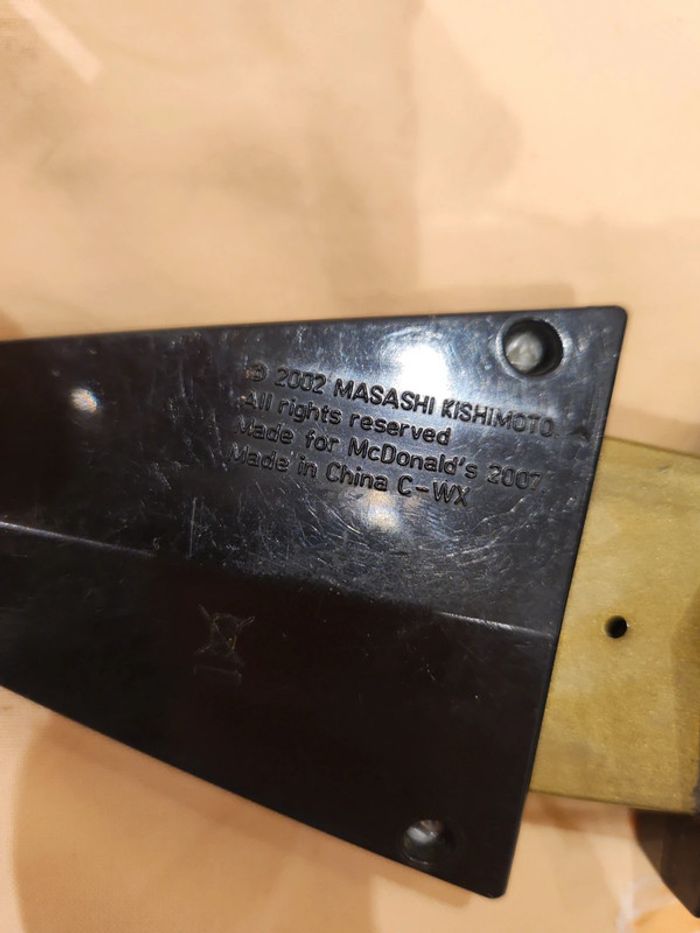 © 2002 MASASHI KISHIMOTO
All rights reserved
Made for McDonald's 2007
Made in China C-WX